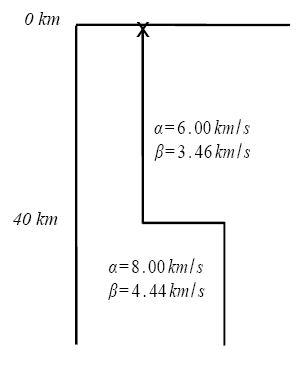 0 km
X
α=6.00 km/s
β=3.46 km/s
40 km
α=8.00 km/s
β=4.44 km/s